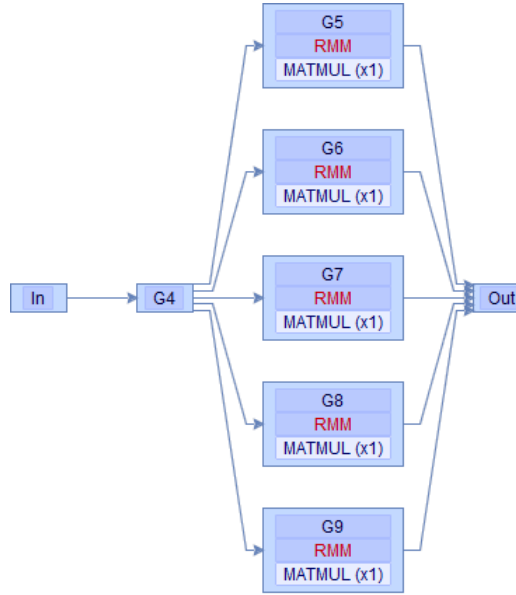 G5
RMM
MATMUL (x1)
G6
RMM
MATMUL (x1)
In
G4
G7
RMM
MATMUL (x1)
Out
G8
RMM
MATMUL (x1)
G9
RMM
MATMUL (x1)